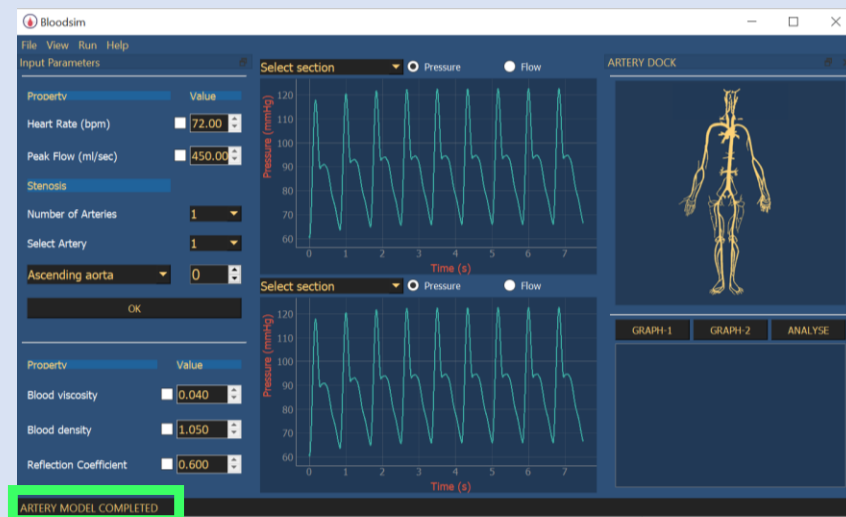 Bloodsim
File View Run Help
Input Parameters
Property Value
Heart Rate (bpm) 72.00
Peak Flow (ml/sec) 450.00
Stenosis
Number of Arteries 1
Select Artery 1
Ascending aorta 0
OK
Property Value
Blood viscosity 0.040
Blood density 1.050
Reflection Coefficient 0.600
Select section Pressure Flow
Pressure (mmHg)
120
110
100
90
80
70
60
0 1 2 3 4 5 6 7
Time (s)
Select section Pressure Flow
Pressure (mmHg)
120
110
100
90
80
70
60
0 1 2 3 4 5 6 7
Time (s)
ARTERY DOCK
GRAPH-1 GRAPH-2 ANALYSE
ARTERY MODEL COMPLETED